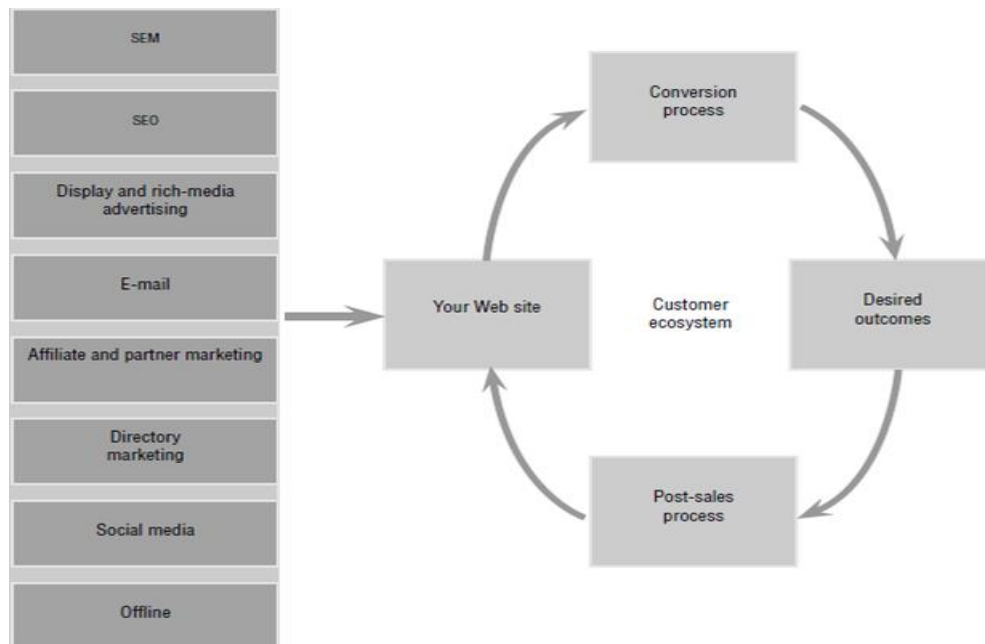 SEM
SEO
Display and rich-media
advertising
E-mail
Affiliate and partner marketing
Directory
marketing
Social media
Offline
Your Web site
Conversion
process
Customer
ecosystem
Desired
outcomes
Post-sales
process